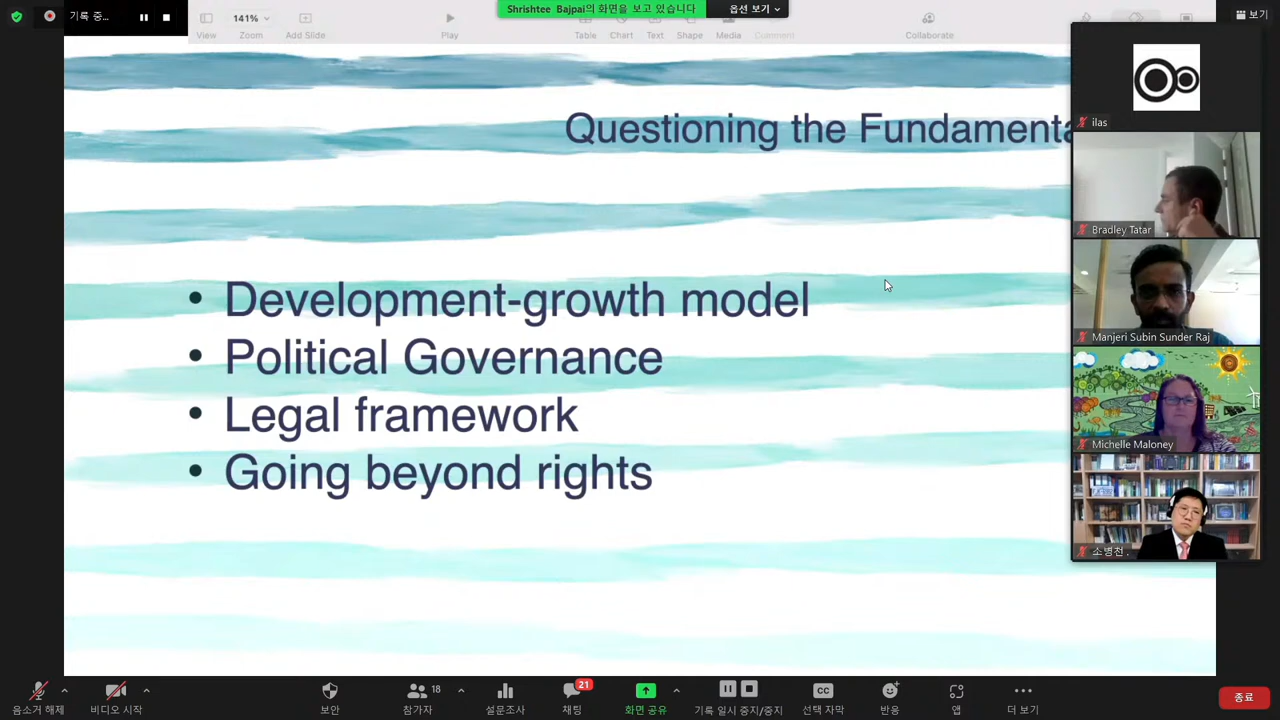 기록 중...
Shrishtee Bajpai의 화면을 보고 있습니다
옵션 보기
보기
141%
View
Zoom
Add Slide
Play
Table
Chart
Text
Shape
Media
Comment
Collaborate
Questioning the Fundamenta
• Development-growth model
• Political Governance
• Legal framework
• Going beyond rights
ilas
Bradley Tatar
Manjeri Subin Sunder Raj
Michelle Maloney
소병천 .
음소거 해제
비디오 시작
보안
18
참가자
설문조사
21
채팅
화면 공유
기록 일시 중지/중지
CC
선택 자막
반응
앱
더 보기
종료